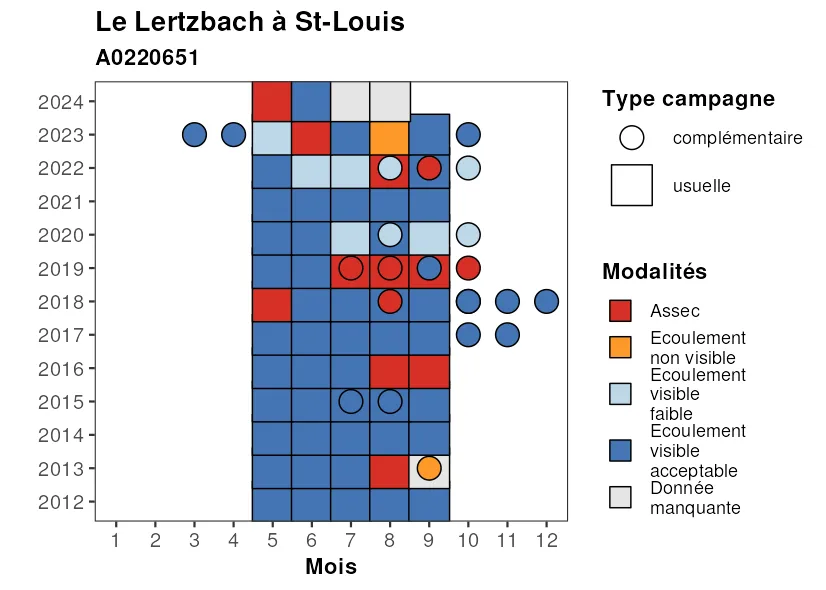 Le Lertzbach à St-Louis
A0220651
2024
2023
2022
2021
2020
2019
2018
2017
2016
2015
2014
2013
2012
1 2 3 4 5 6 7 8 9 10 11 12
Mois
Type campagne
complémentaire
usuelle
Modalités
Assec
Ecoulement
non visible
Ecoulement
visible
faible
Ecoulement
visible
acceptable
Donnée
manquante